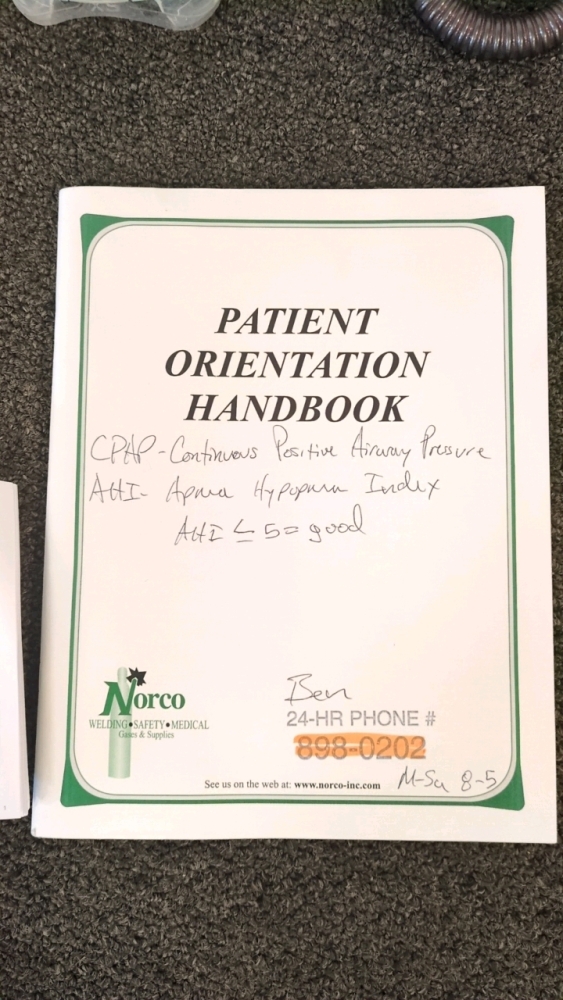 PATIENT
ORIENTATION
HANDBOOK
CPAP-Continuous Positive Airway Pressure
AHI- Apnea Hypopnea Index
AHI ≤ 5 = good
Norco
WELDING•SAFETY•MEDICAL
Gases & Supplies
Ben
24-HR PHONE #
898-0202
M-Sa 8-5
See us on the web at: www.norco-inc.com